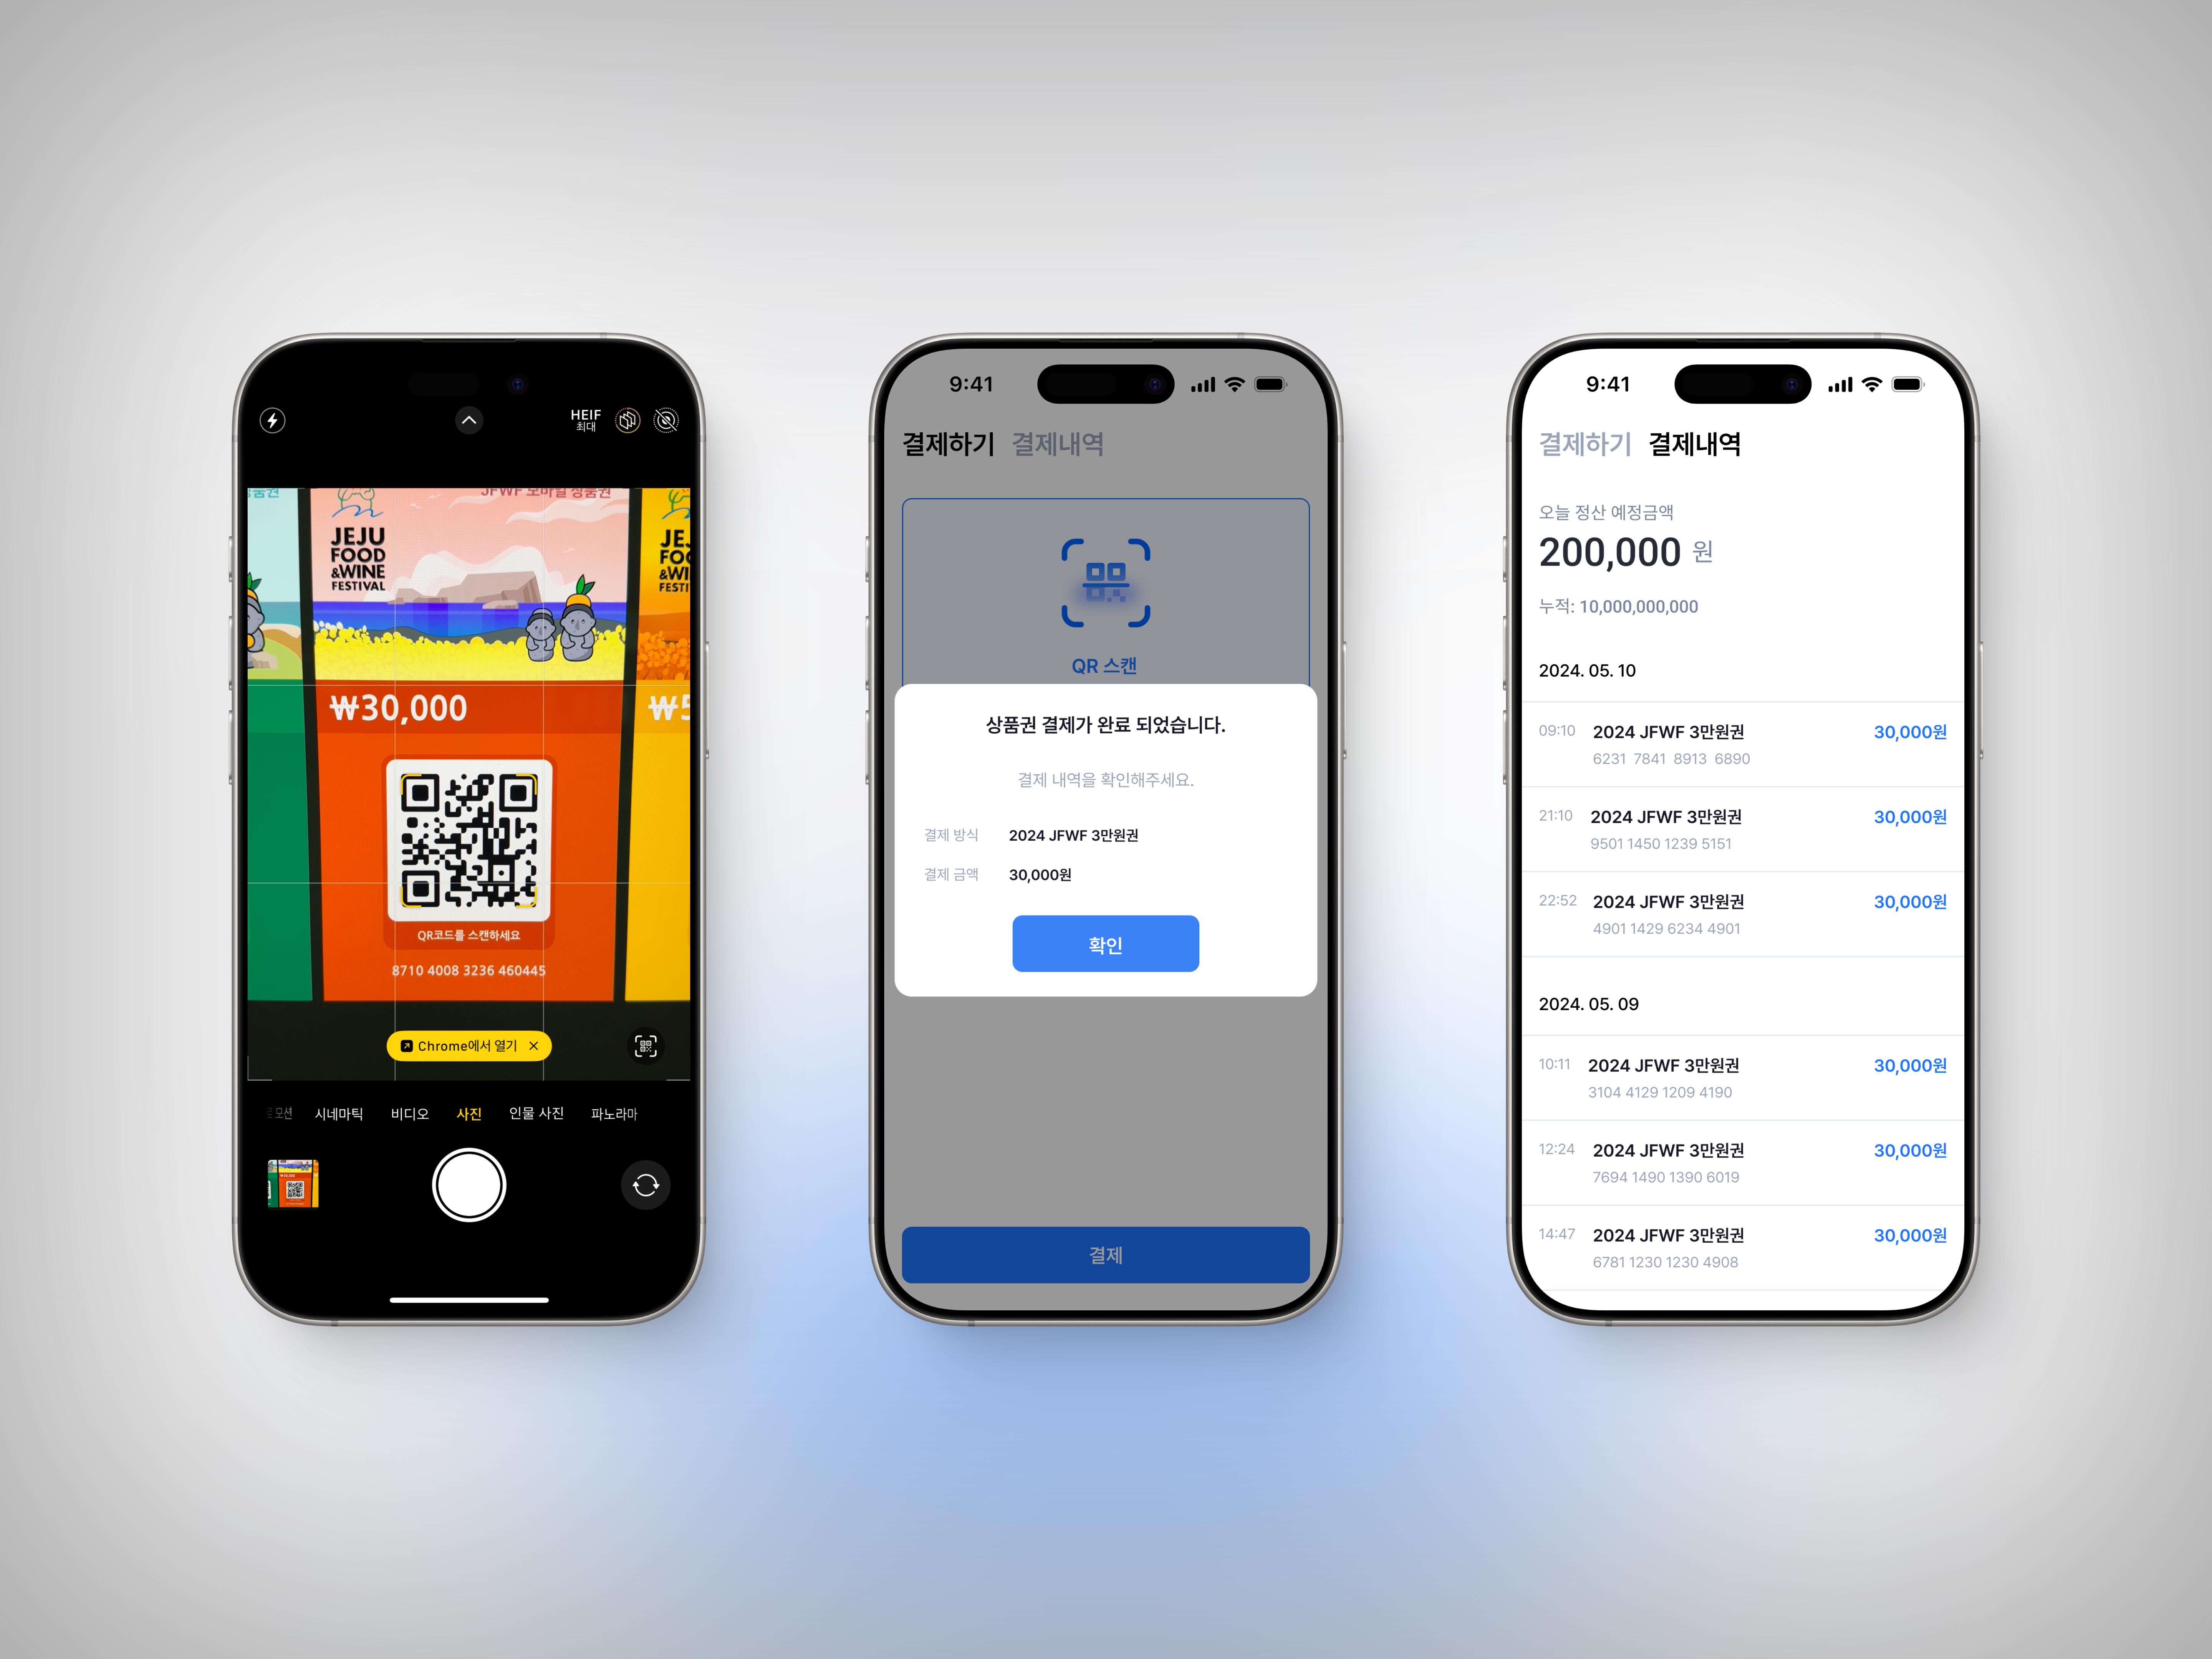 HEIF
최대
상품권
JFWF 모바일 상품권
JEJU
FOOD
&WINE
FESTIVAL
₩30,000
QR코드를 스캔하세요
8710 4008 3236 460445
Chrome에서 열기
모션 시네마틱 비디오 사진 인물 사진 파노라마
9:41
결제하기 결제내역
QR 스캔
상품권 결제가 완료 되었습니다.
결제 내역을 확인해주세요.
결제 방식 2024 JFWF 3만원권
결제 금액 30,000원
확인
결제
9:41
결제하기 결제내역
오늘 정산 예정금액
200,000 원
누적: 10,000,000,000
2024. 05. 10
09:10 2024 JFWF 3만원권 30,000원
6231 7841 8913 6890
21:10 2024 JFWF 3만원권 30,000원
9501 1450 1239 5151
22:52 2024 JFWF 3만원권 30,000원
4901 1429 6234 4901
2024. 05. 09
10:11 2024 JFWF 3만원권 30,000원
3104 4129 1209 4190
12:24 2024 JFWF 3만원권 30,000원
7694 1490 1390 6019
14:47 2024 JFWF 3만원권 30,000원
6781 1230 1230 4908